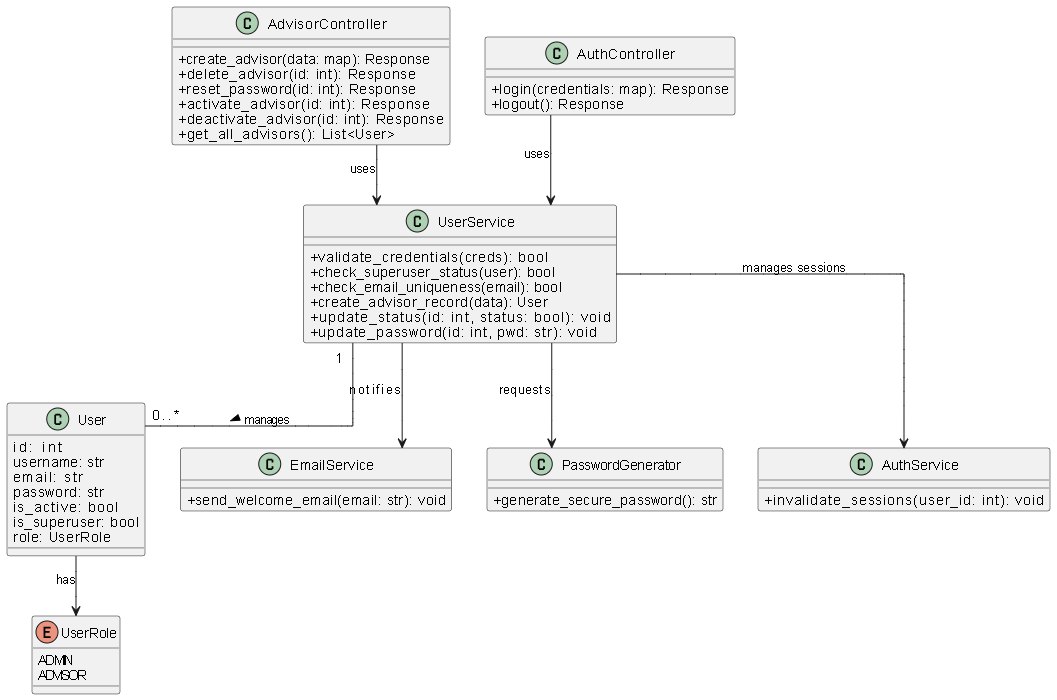 C AdvisorController
+create_advisor(data: map): Response
+delete_advisor(id: int): Response
+reset_password(id: int): Response
+activate_advisor(id: int): Response
+deactivate_advisor(id: int): Response
+get_all_advisors(): List<User>
C AuthController
+login(credentials: map): Response
+logout(): Response
uses
uses
C UserService
+validate_credentials(creds): bool
+check_superuser_status(user): bool
+check_email_uniqueness(email): bool
+create_advisor_record(data): User
+update_status(id: int, status: bool): void
+update_password(id: int, pwd: str): void
manages sessions
1
notifies
requests
0..*
manages
C User
id: int
username: str
email: str
password: str
is_active: bool
is_superuser: bool
role: UserRole
C EmailService
+send_welcome_email(email: str): void
C PasswordGenerator
+generate_secure_password(): str
C AuthService
+invalidate_sessions(user_id: int): void
has
E UserRole
ADMIN
ADVISOR